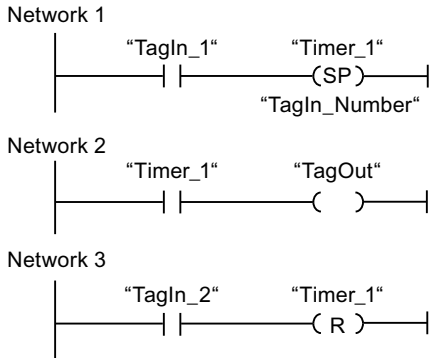 Network 1
“TagIn_1“ “Timer_1“
SP
“TagIn_Number“
Network 2
“Timer_1“ “TagOut“
Network 3
“TagIn_2“ “Timer_1“
R